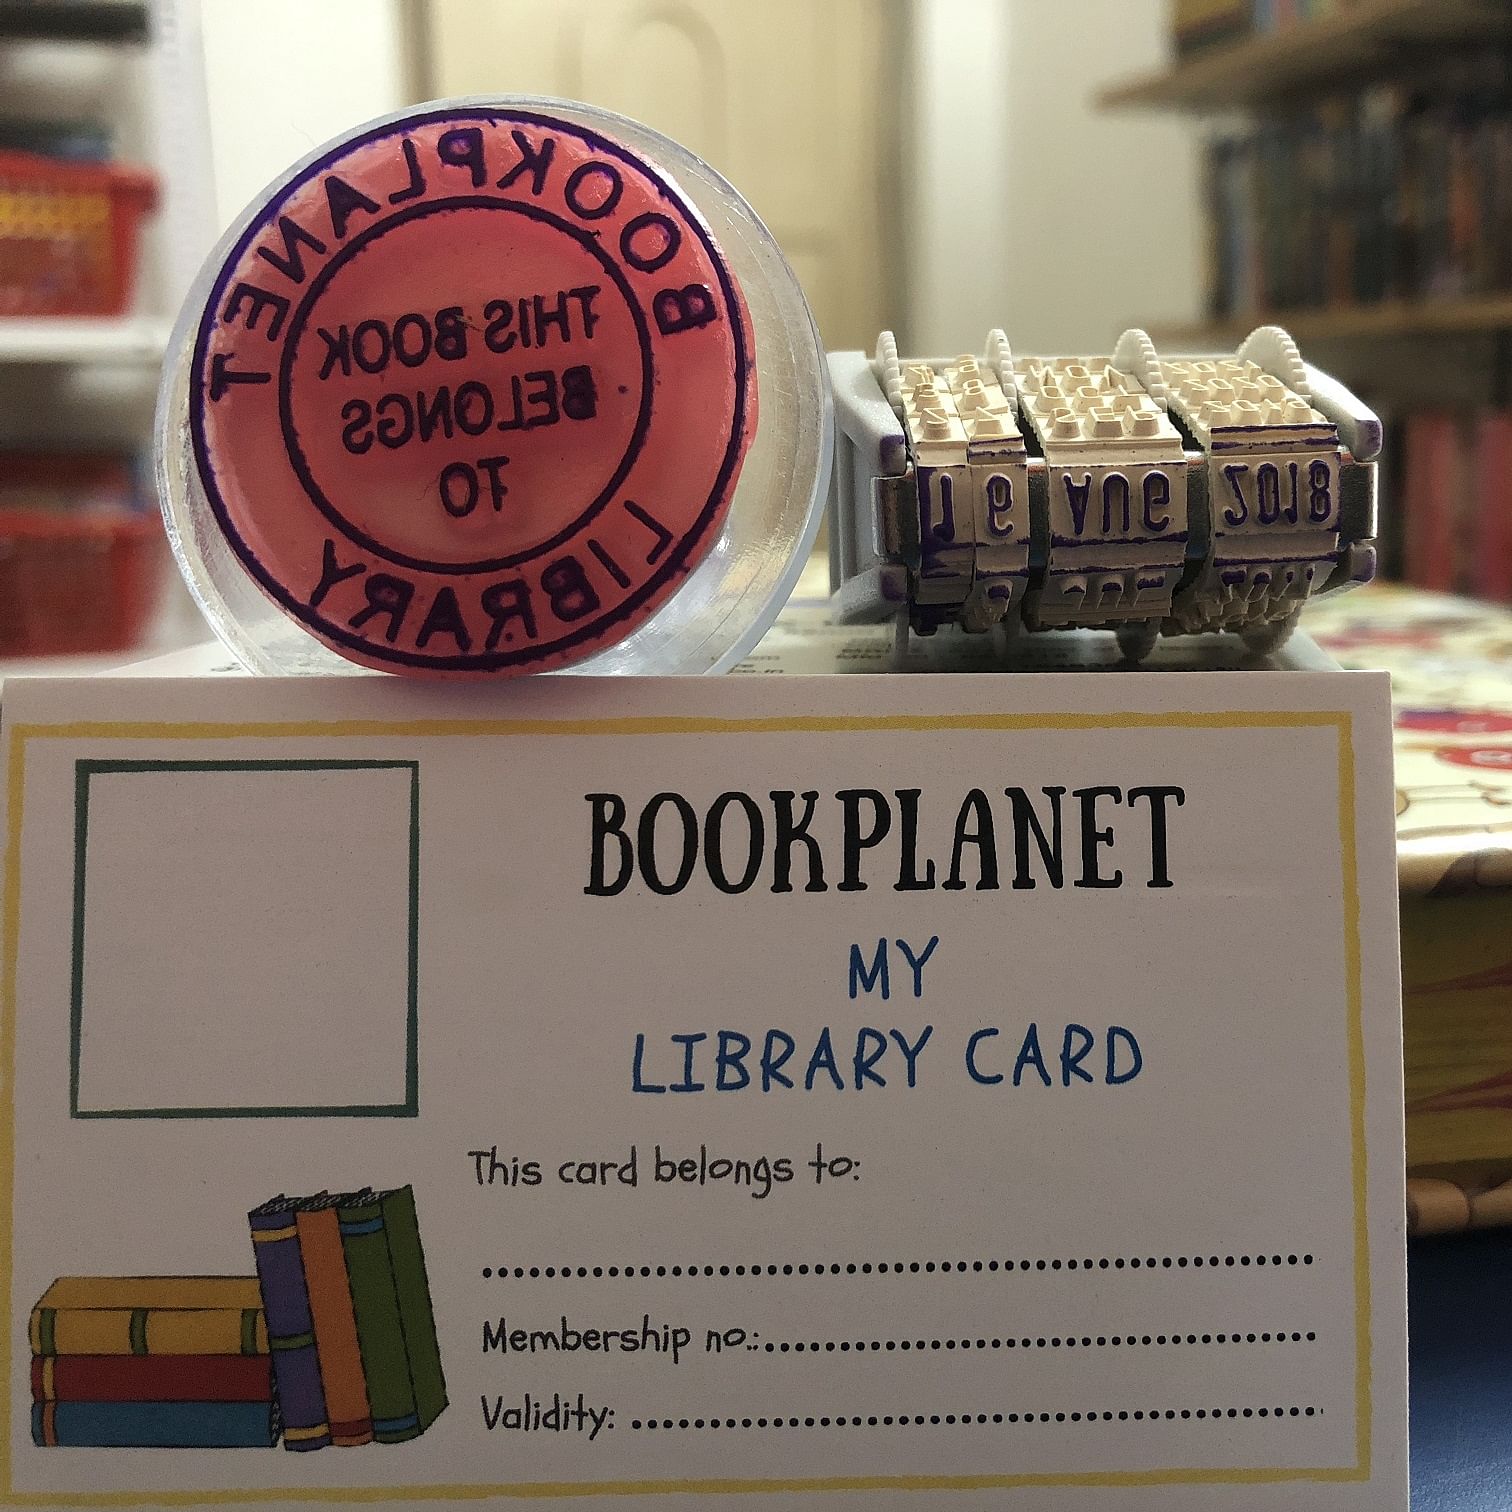 BOOKPLANET
THIS BOOK
BELONGS
TO
LIBRARY
16 AUG 2018
BOOKPLANET
MY
LIBRARY CARD
This card belongs to:
Membership no.:
Validity: